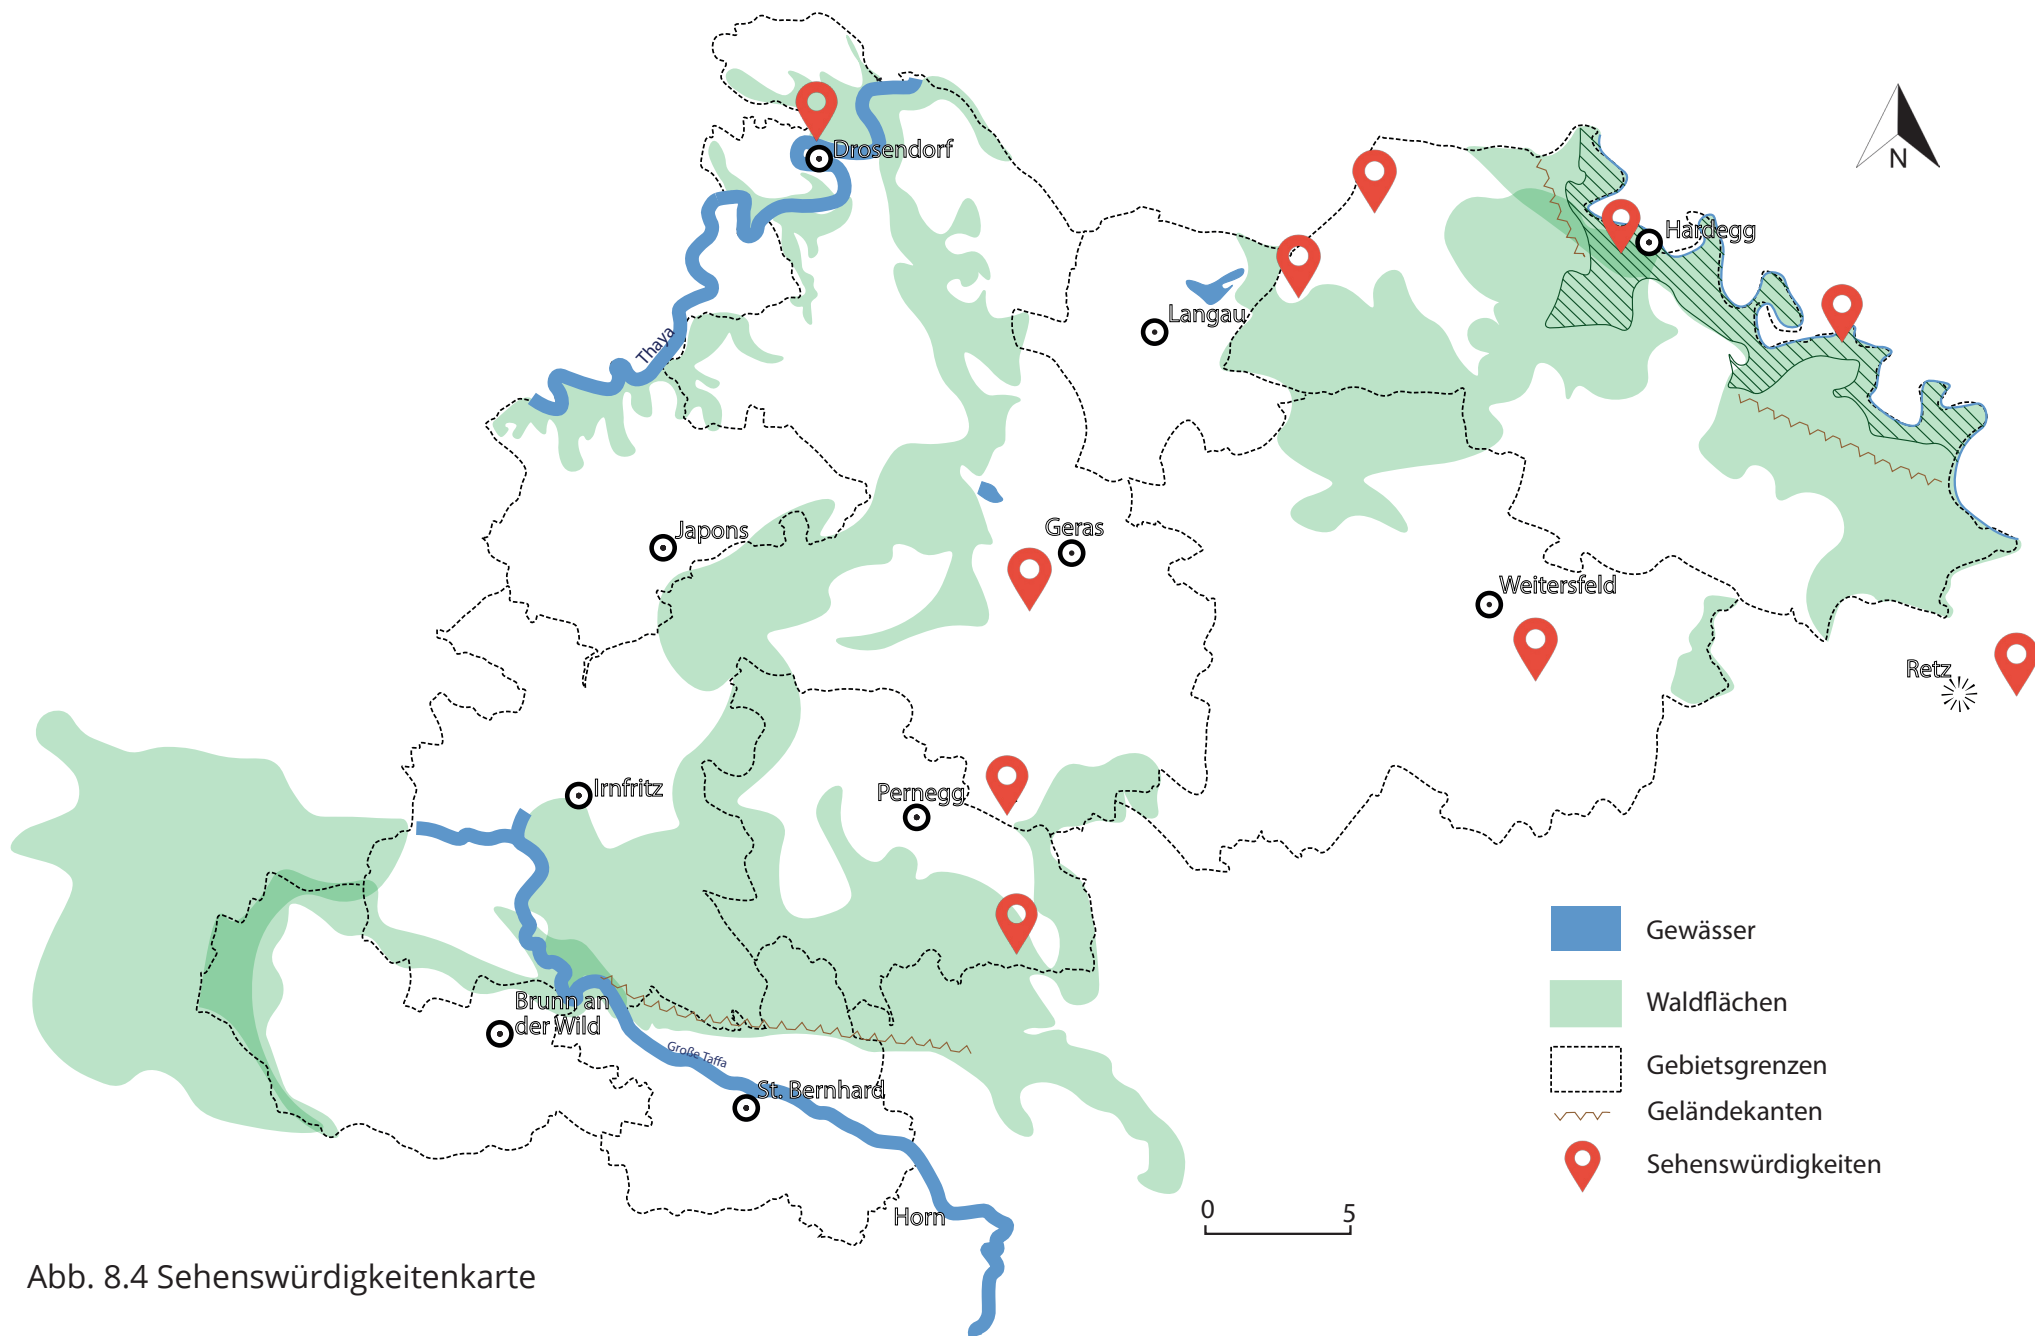 Drosendorf
N
Hardegg
Langau
Thaya
Japons
Geras
Weitersfeld
Retz
Irnfritz
Pernegg
Gewässer
Waldflächen
Brunn an
der Wild
Große Taffa
Gebietsgrenzen
St. Bernhard
Geländekanten
Sehenswürdigkeiten
Horn
0 5
Abb. 8.4 Sehenswürdigkeitenkarte